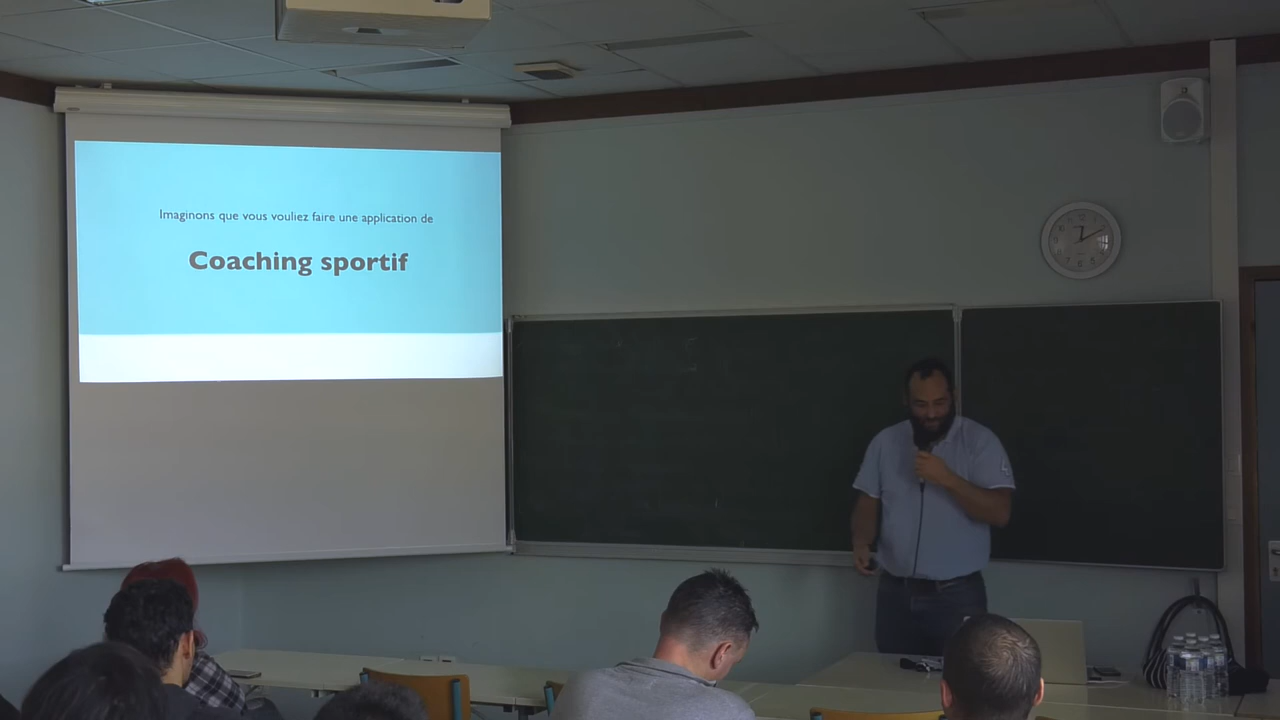 Imaginons que vous vouliez faire une application de
Coaching sportif